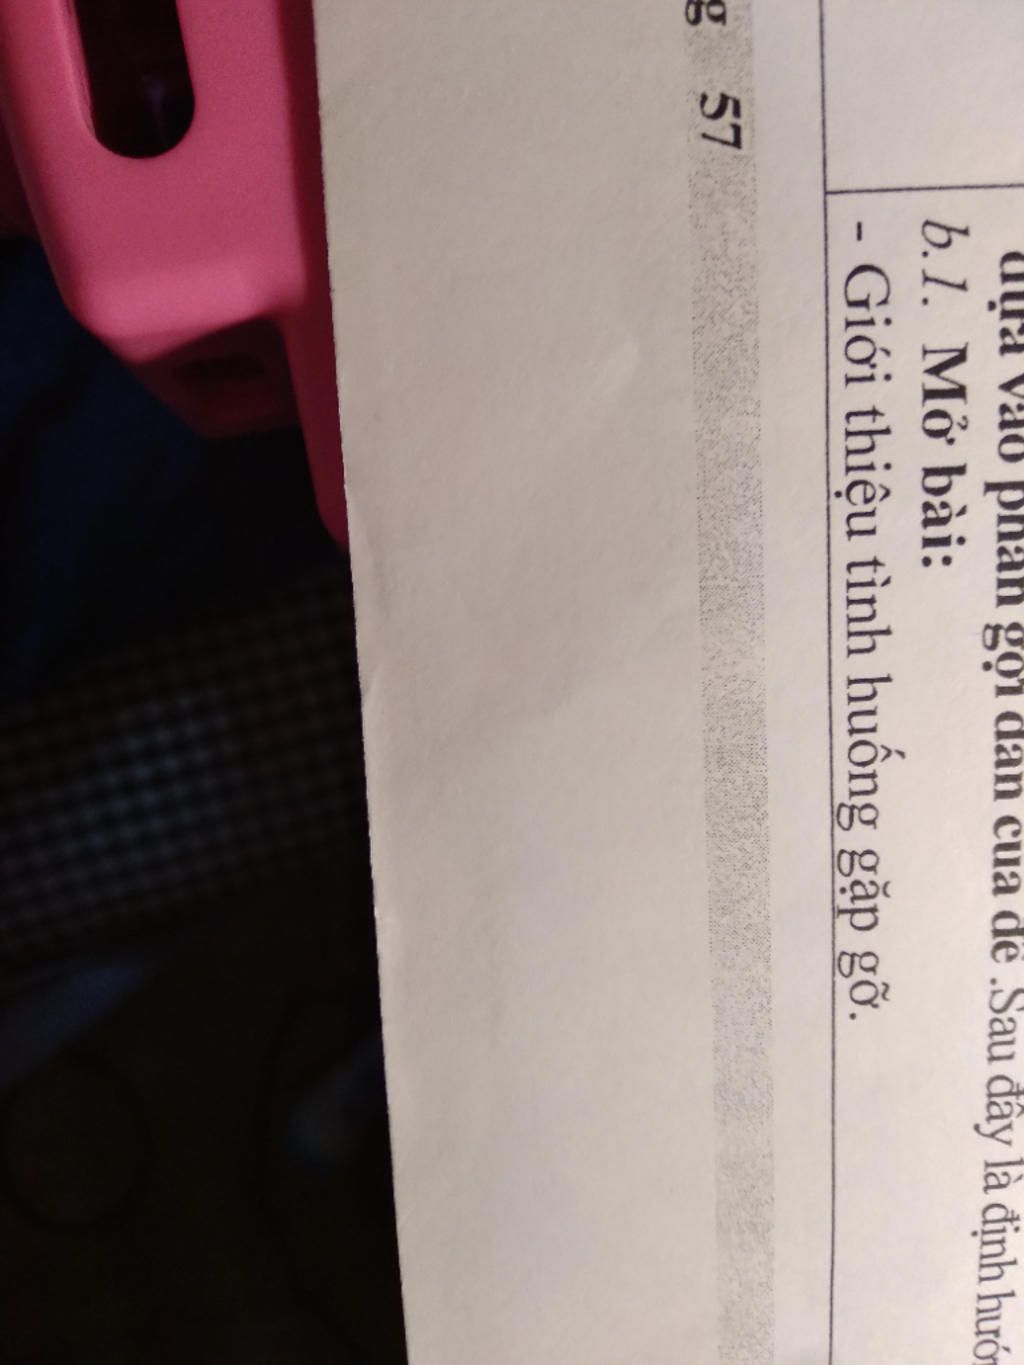 dựa vào phần gợi dẫn của đề .Sau đây là định hướ
b.1. Mở bài:
- Giới thiệu tình huống gặp gỡ.
g 57